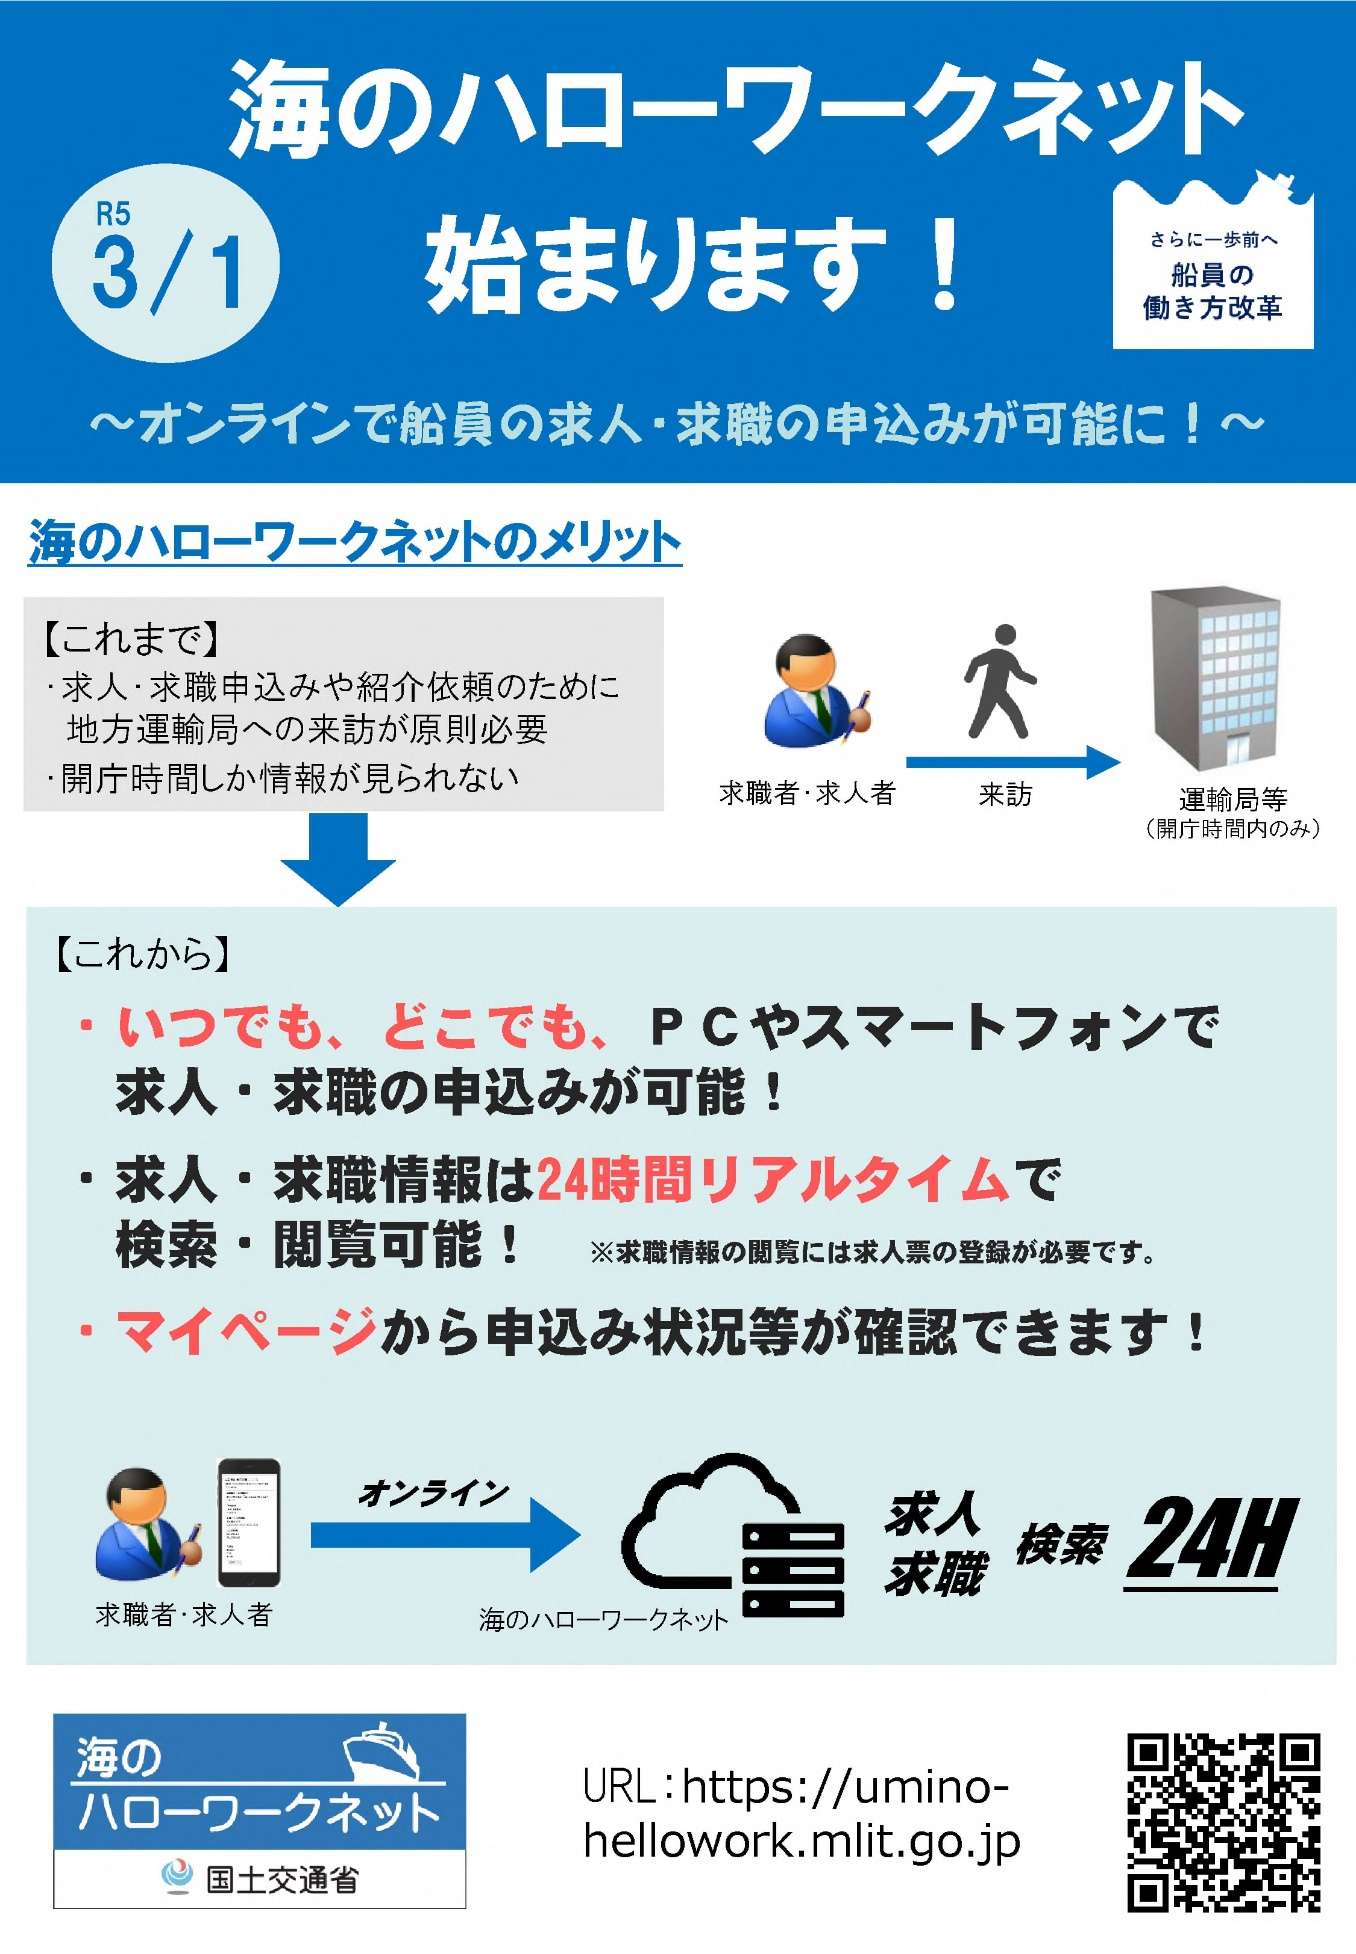 海のハローワークネット
R5
3/1
始まります！
さらに一歩前へ
船員の
働き方改革
～オンラインで船員の求人・求職の申込みが可能に！～
海のハローワークネットのメリット
【これまで】
・求人・求職申込みや紹介依頼のために
地方運輸局への来訪が原則必要
・開庁時間しか情報が見られない
求職者・求人者
来訪
運輸局等
（開庁時間内のみ）
【これから】
・いつでも、どこでも、ＰＣやスマートフォンで
求人・求職の申込みが可能！
・求人・求職情報は24時間リアルタイムで
検索・閲覧可能！ ※求職情報の閲覧には求人票の登録が必要です。
・マイページから申込み状況等が確認できます！
オンライン
求職者・求人者
海のハローワークネット
求人
求職
検索
24H
海の
ハローワークネット
国土交通省
URL：https://umino-
hellowork.mlit.go.jp